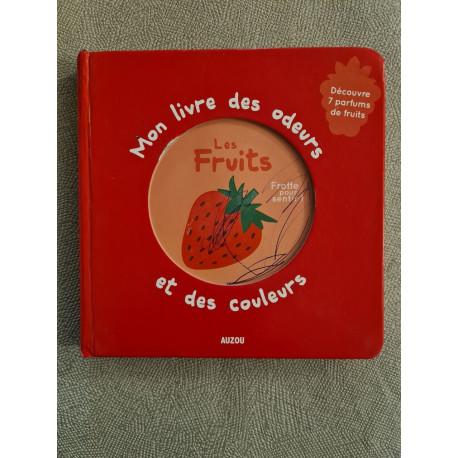 Découvre
7 parfums
de fruits
Mon livre des odeurs
Les
Fruits
Frotte
pour
sentir !
et des couleurs
AUZOU